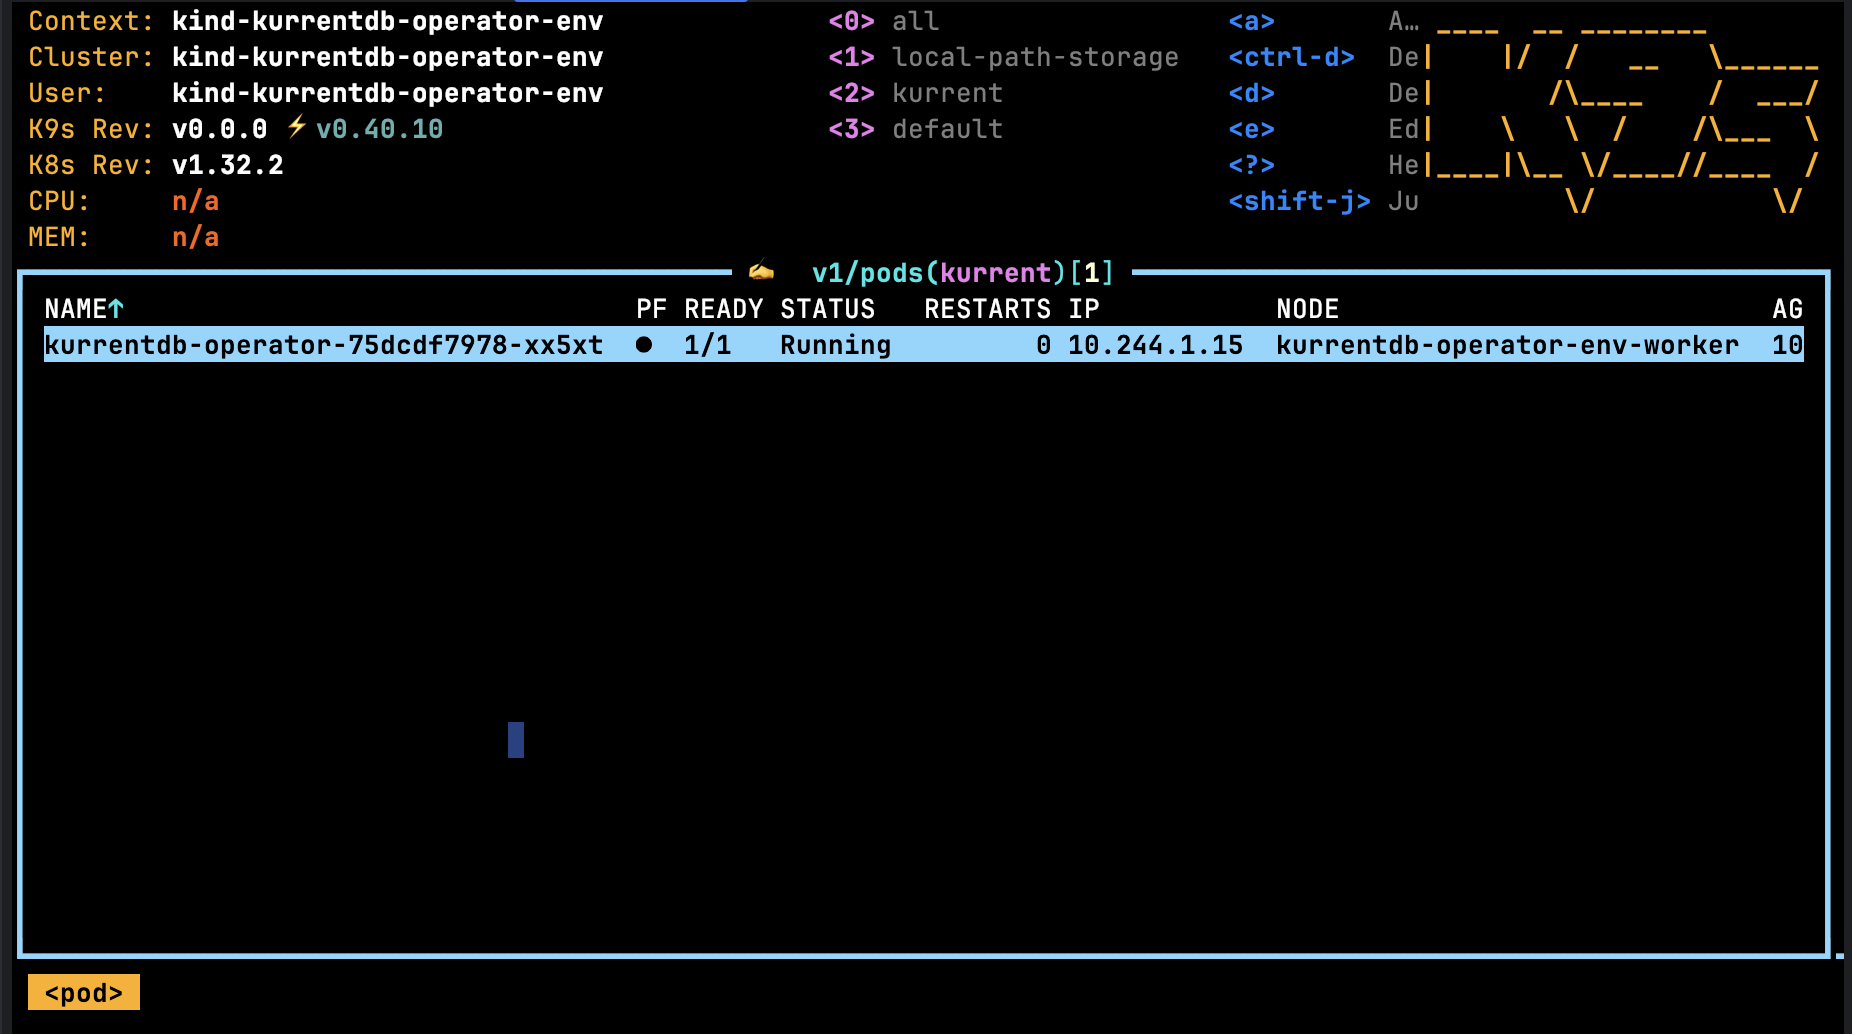 Context: kind-kurrentdb-operator-env <0> all <a> A…
Cluster: kind-kurrentdb-operator-env <1> local-path-storage <ctrl-d> De
User: kind-kurrentdb-operator-env <2> kurrent <d> De
K9s Rev: v0.0.0 ⚡v0.40.10 <3> default <e> Ed
K8s Rev: v1.32.2 <?> He
CPU: n/a <shift-j> Ju
MEM: n/a
✍️ v1/pods(kurrent)[1]
NAME↑ PF READY STATUS RESTARTS IP NODE AG
kurrentdb-operator-75dcdf7978-xx5xt ● 1/1 Running 0 10.244.1.15 kurrentdb-operator-env-worker 10
<pod>